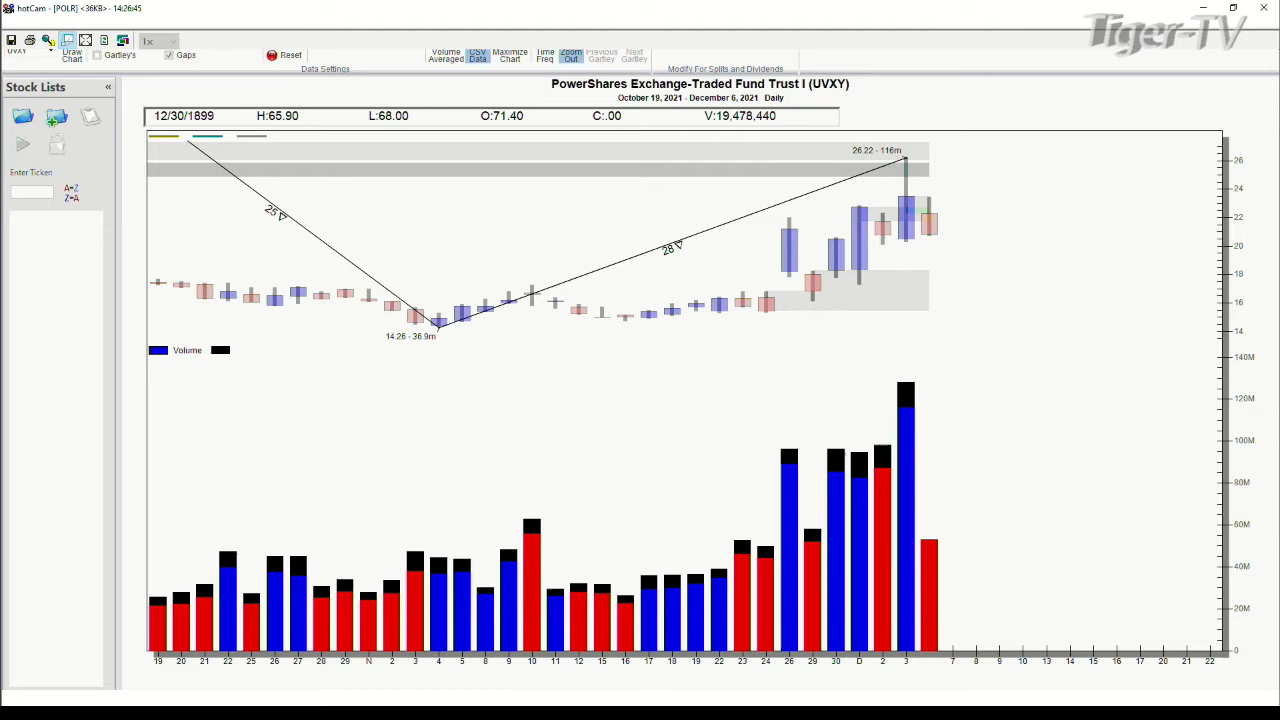 hotCam - [POLR] <36KB> - 14:26:45
Tiger-TV
1x
UVXY
Draw Chart
Gartley's
Gaps
Reset
Volume Averaged
CSV Data
Maximize Chart
Time Freq
Zoom Out
Previous Gartley
Next Gartley
Data Settings
Modify For Splits and Dividends
Stock Lists «
Enter Ticker:
A=Z
Z=A
PowerShares Exchange-Traded Fund Trust I (UVXY)
October 19, 2021 - December 6, 2021 Daily
12/30/1899 H:65.90 L:68.00 O:71.40 C:.00 V:19,478,440
26.22 - 116m
25
28
14.26 - 36.9m
26
24
22
20
18
16
14
Volume
140M
120M
100M
80M
60M
40M
20M
0
19 20 21 22 25 26 27 28 29 N 2 3 4 5 8 9 10 11 12 15 16 17 18 19 22 23 24 26 29 30 D 2 3 7 8 9 10 13 14 15 16 17 20 21 22